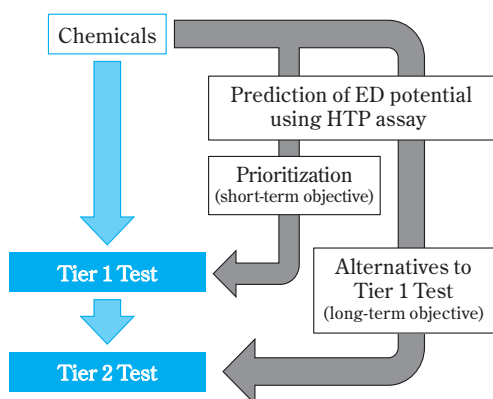 Chemicals
Prediction of ED potential
using HTP assay
Prioritization
(short-term objective)
Tier 1 Test
Alternatives to
Tier 1 Test
(long-term objective)
Tier 2 Test